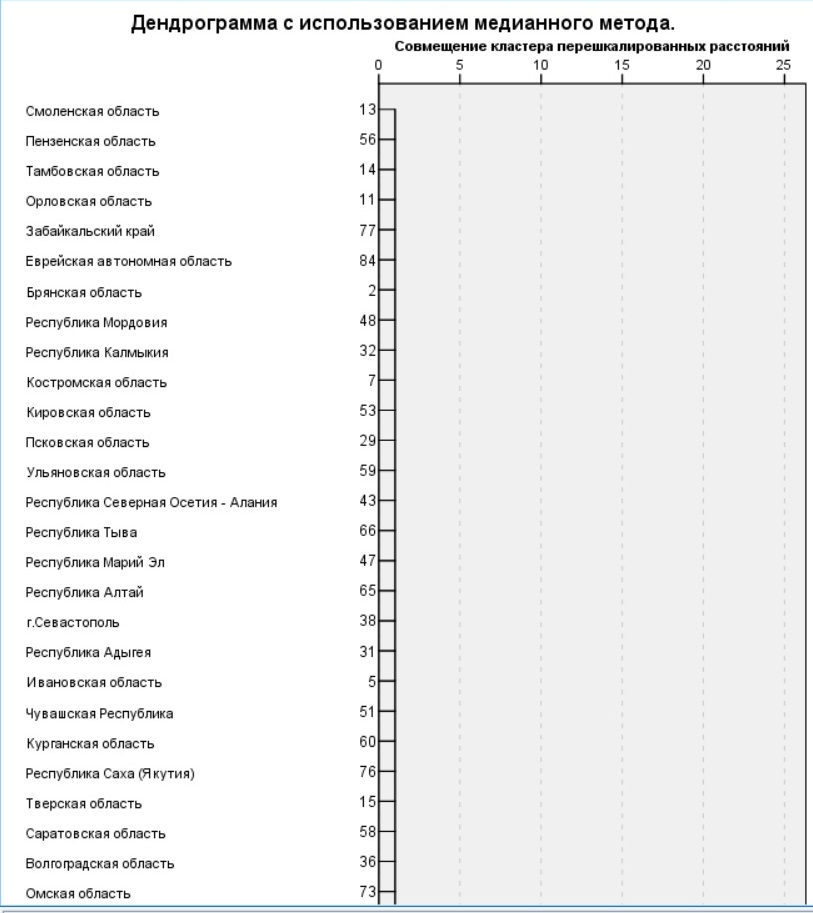 Дендрограмма с использованием медианного метода.
Совмещение кластера перешкалированных расстояний
0 5 10 15 20 25
Смоленская область 13
Пензенская область 56
Тамбовская область 14
Орловская область 11
Забайкальский край 77
Еврейская автономная область 84
Брянская область 2
Республика Мордовия 48
Республика Калмыкия 32
Костромская область 7
Кировская область 53
Псковская область 29
Ульяновская область 59
Республика Северная Осетия - Алания 43
Республика Тыва 66
Республика Марий Эл 47
Республика Алтай 65
г.Севастополь 38
Республика Адыгея 31
Ивановская область 5
Чувашская Республика 51
Курганская область 60
Республика Саха (Якутия) 76
Тверская область 15
Саратовская область 58
Волгоградская область 36
Омская область 73